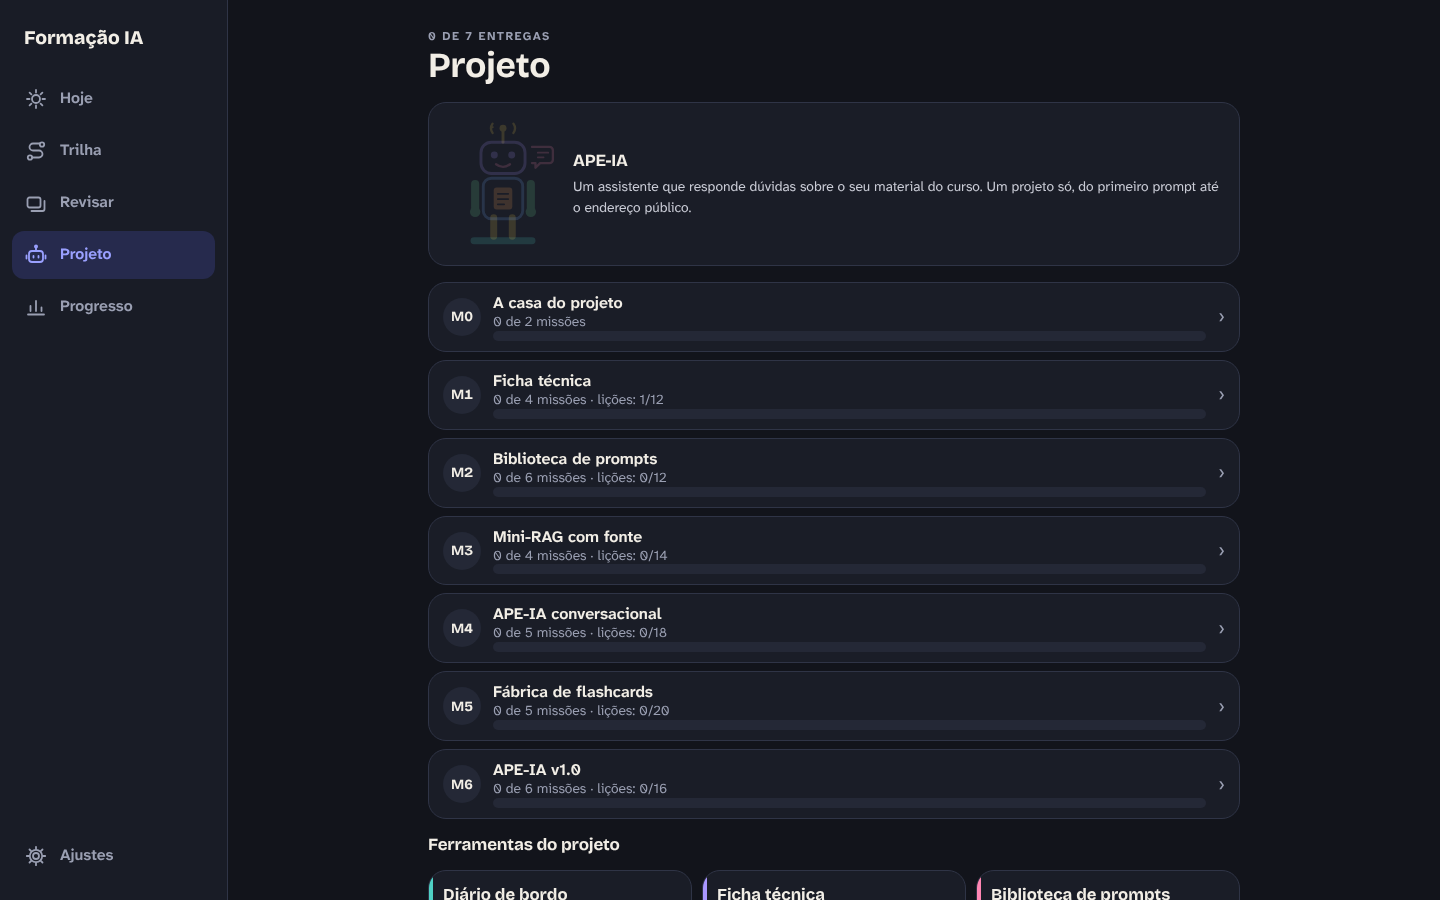 Formação IA
Hoje
Trilha
Revisar
Projeto
Progresso
Ajustes
0 DE 7 ENTREGAS
Projeto
APE-IA
Um assistente que responde dúvidas sobre o seu material do curso. Um projeto só, do primeiro prompt até
o endereço público.
M0
A casa do projeto
0 de 2 missões
M1
Ficha técnica
0 de 4 missões · lições: 1/12
M2
Biblioteca de prompts
0 de 6 missões · lições: 0/12
M3
Mini-RAG com fonte
0 de 4 missões · lições: 0/14
M4
APE-IA conversacional
0 de 5 missões · lições: 0/18
M5
Fábrica de flashcards
0 de 5 missões · lições: 0/20
M6
APE-IA v1.0
0 de 6 missões · lições: 0/16
Ferramentas do projeto
Diário de bordo
Ficha técnica
Biblioteca de prompts